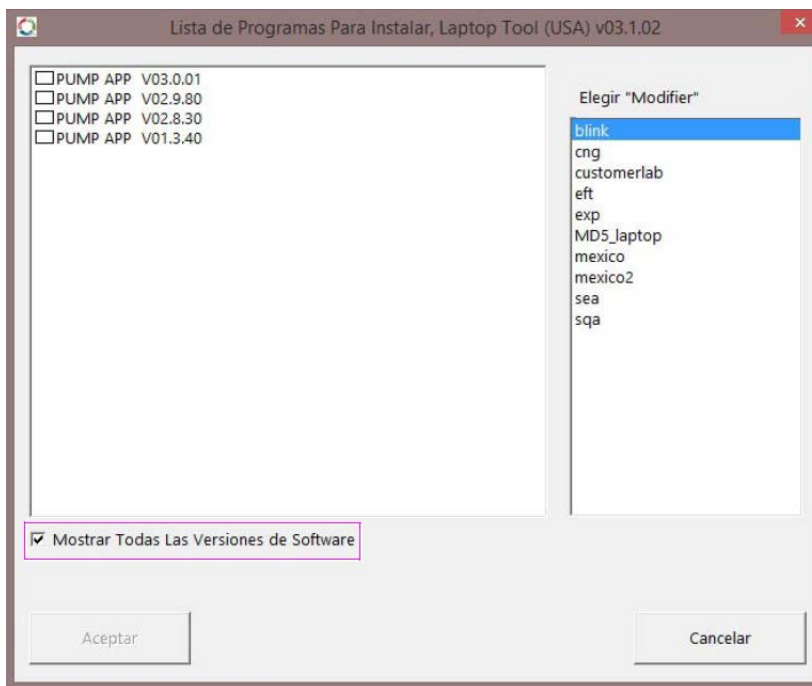 Lista de Programas Para Instalar, Laptop Tool (USA) v03.1.02
PUMP APP V03.0.01
PUMP APP V02.9.80
PUMP APP V02.8.30
PUMP APP V01.3.40
Elegir "Modifier"
blink
cng
customerlab
eft
exp
MD5_laptop
mexico
mexico2
sea
sqa
Mostrar Todas Las Versiones de Software
Aceptar
Cancelar